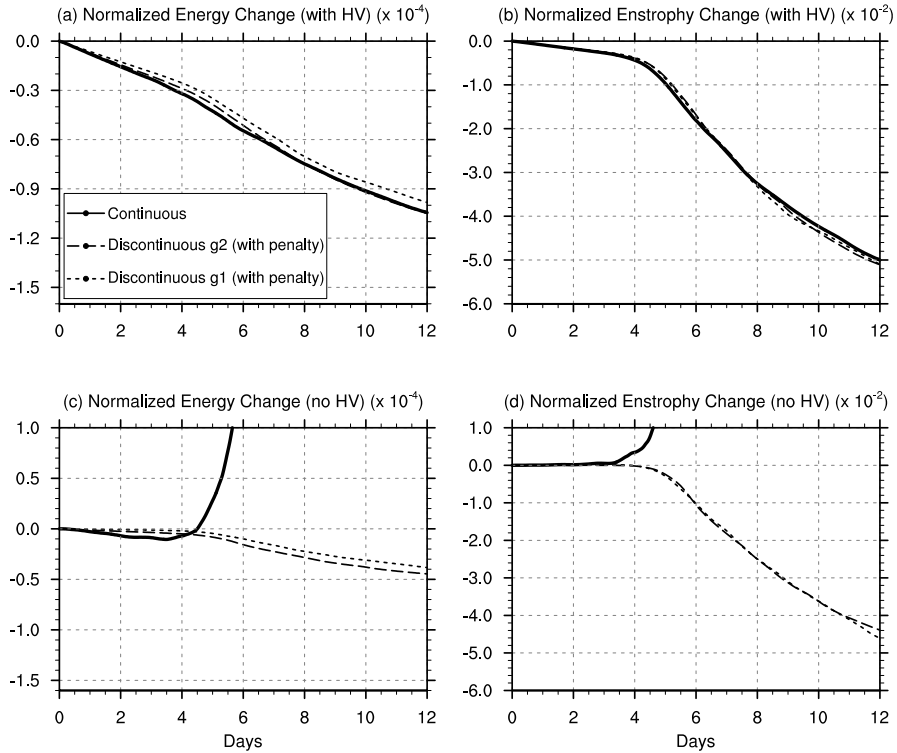 (a) Normalized Energy Change (with HV) (x 10-4)
0.0
-0.3
-0.6
-0.9
-1.2
-1.5
0 2 4 6 8 10 12
Continuous
Discontinuous g2 (with penalty)
Discontinuous g1 (with penalty)
(b) Normalized Enstrophy Change (with HV) (x 10-2)
0.0
-1.0
-2.0
-3.0
-4.0
-5.0
-6.0
0 2 4 6 8 10 12
(c) Normalized Energy Change (no HV) (x 10-4)
1.0
0.5
0.0
-0.5
-1.0
-1.5
0 2 4 6 8 10 12
Days
(d) Normalized Enstrophy Change (no HV) (x 10-2)
1.0
0.0
-1.0
-2.0
-3.0
-4.0
-5.0
-6.0
0 2 4 6 8 10 12
Days